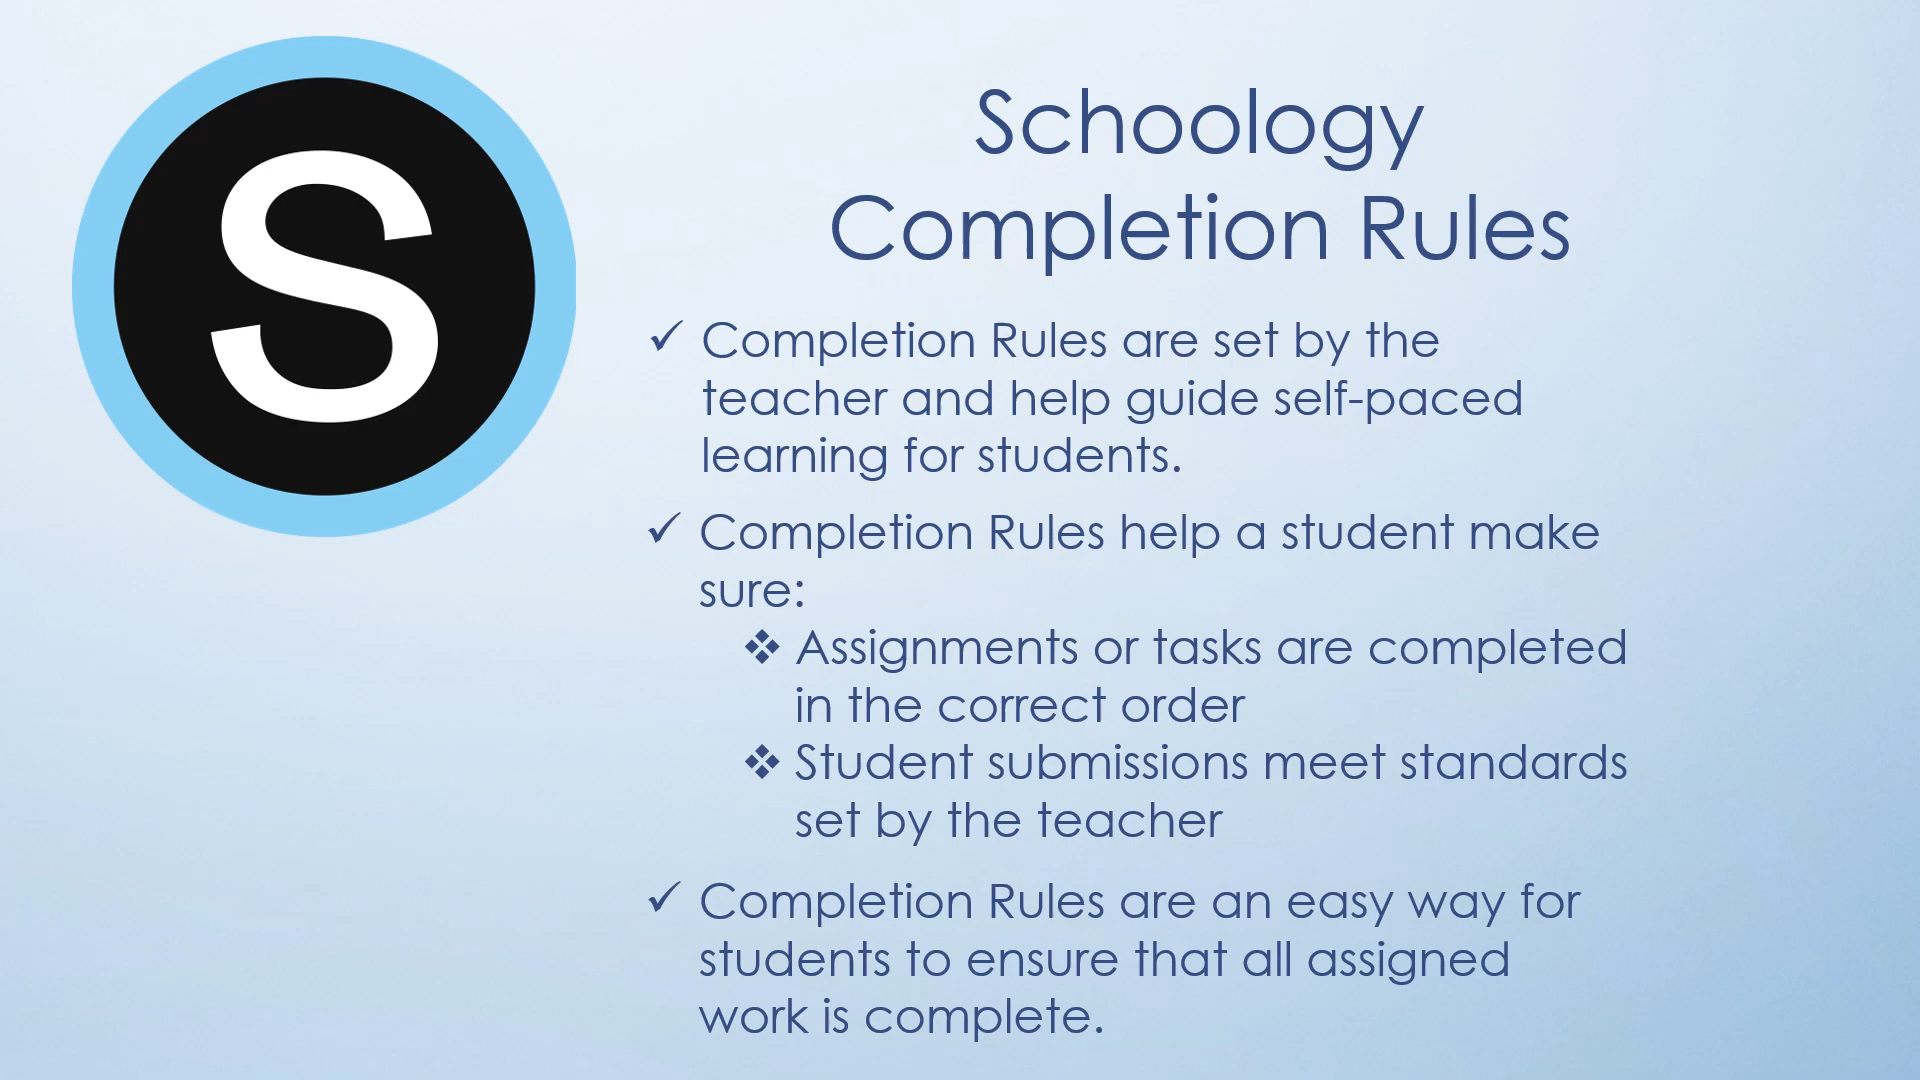 S
Schoology
Completion Rules
✓ Completion Rules are set by the
teacher and help guide self-paced
learning for students.
✓ Completion Rules help a student make
sure:
❖ Assignments or tasks are completed
in the correct order
❖ Student submissions meet standards
set by the teacher
✓ Completion Rules are an easy way for
students to ensure that all assigned
work is complete.